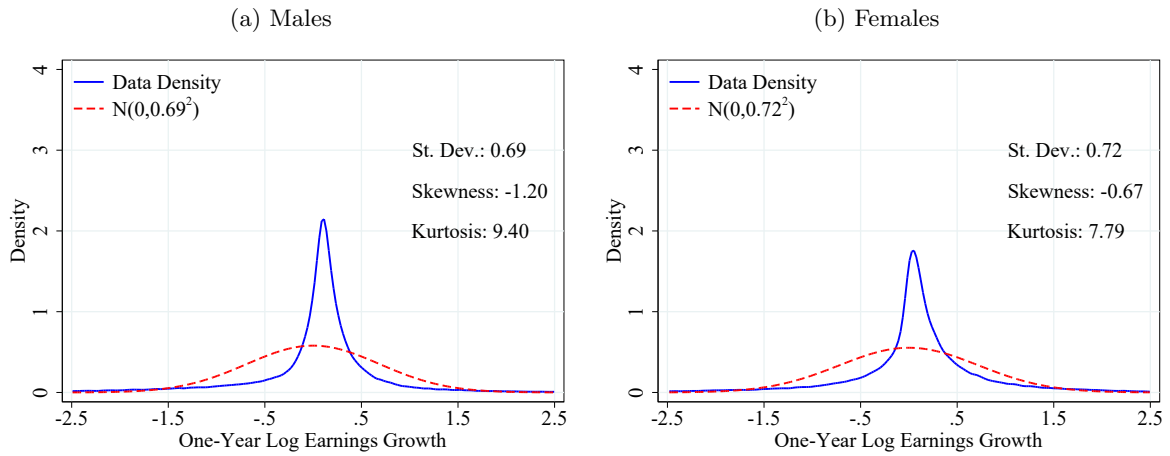 (a) Males
4
3
2
1
0
Density
Data Density
N(0,0.69²)
St. Dev.: 0.69
Skewness: -1.20
Kurtosis: 9.40
-2.5 -1.5 -.5 .5 1.5 2.5
One-Year Log Earnings Growth
(b) Females
4
3
2
1
0
Density
Data Density
N(0,0.72²)
St. Dev.: 0.72
Skewness: -0.67
Kurtosis: 7.79
-2.5 -1.5 -.5 .5 1.5 2.5
One-Year Log Earnings Growth